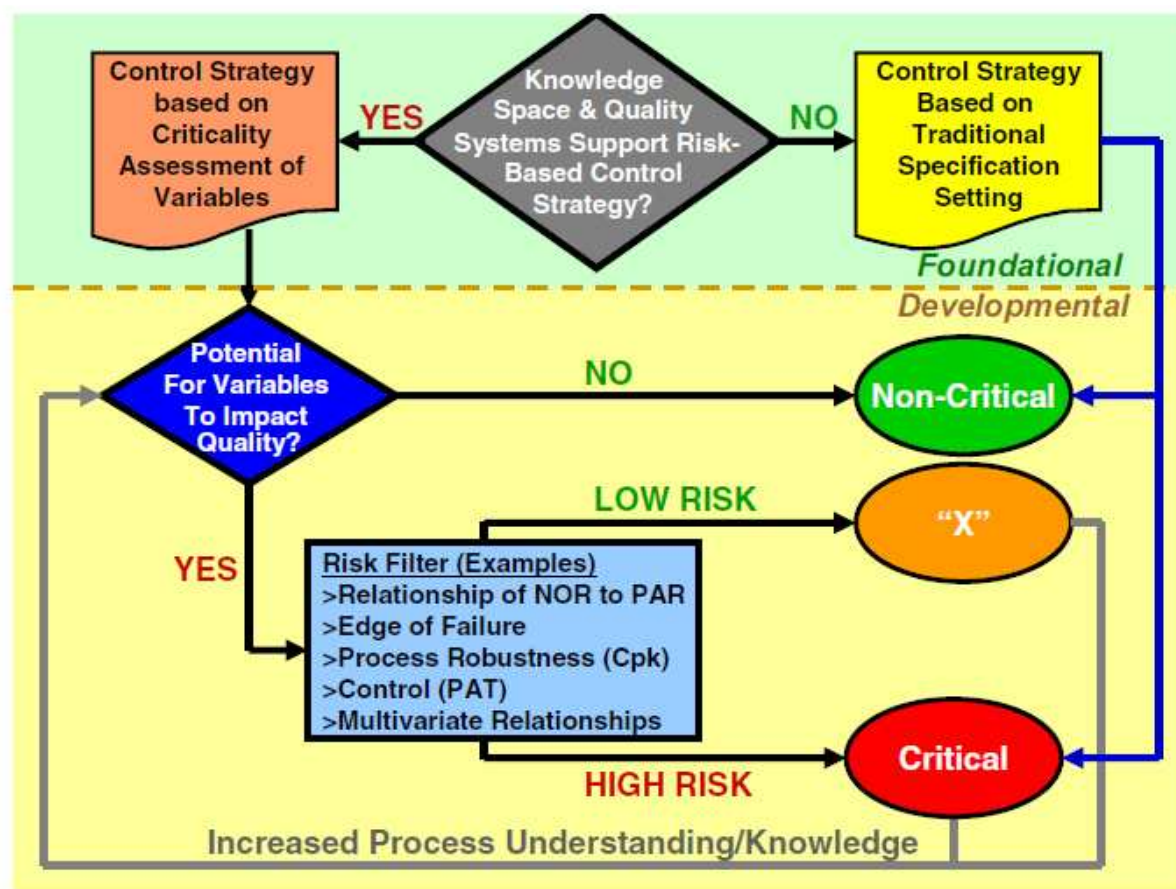 Control Strategy
based on
Criticality
Assessment of
Variables
YES
Knowledge
Space & Quality
Systems Support Risk-
Based Control
Strategy?
NO
Control Strategy
Based on
Traditional
Specification
Setting
Foundational
Developmental
Potential
For Variables
To Impact
Quality?
NO
Non-Critical
YES
LOW RISK
“X”
Risk Filter (Examples)
>Relationship of NOR to PAR
>Edge of Failure
>Process Robustness (Cpk)
>Control (PAT)
>Multivariate Relationships
HIGH RISK
Critical
Increased Process Understanding/Knowledge